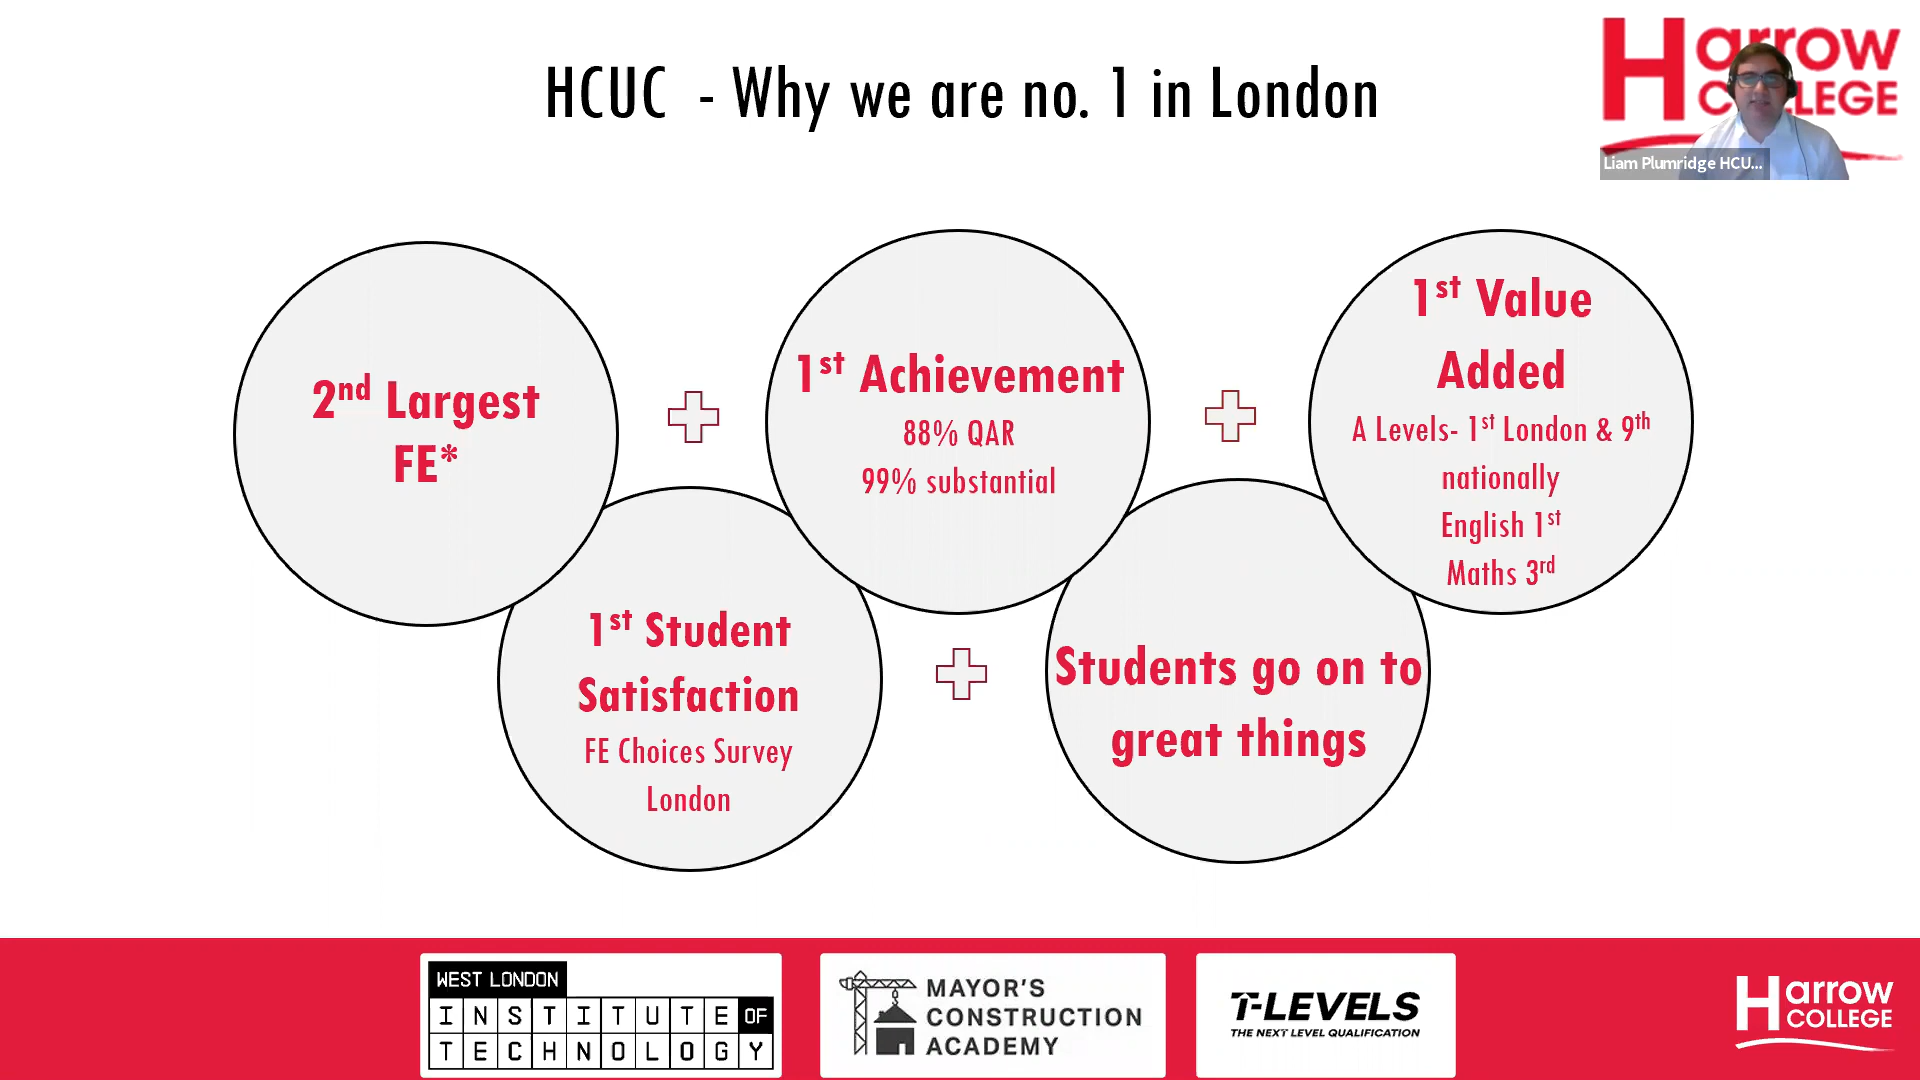 HCUC - Why we are no. 1 in London
Harrow
COLLEGE
Liam Plumridge HCU...
2nd Largest
FE*
1st Achievement
88% QAR
99% substantial
1st Value
Added
A Levels- 1st London & 9th
nationally
English 1st
Maths 3rd
1st Student
Satisfaction
FE Choices Survey
London
Students go on to
great things
WEST LONDON
INSTITUTE OF
TECHNOLOGY
MAYOR'S
CONSTRUCTION
ACADEMY
T-LEVELS
THE NEXT LEVEL QUALIFICATION
Harrow
COLLEGE